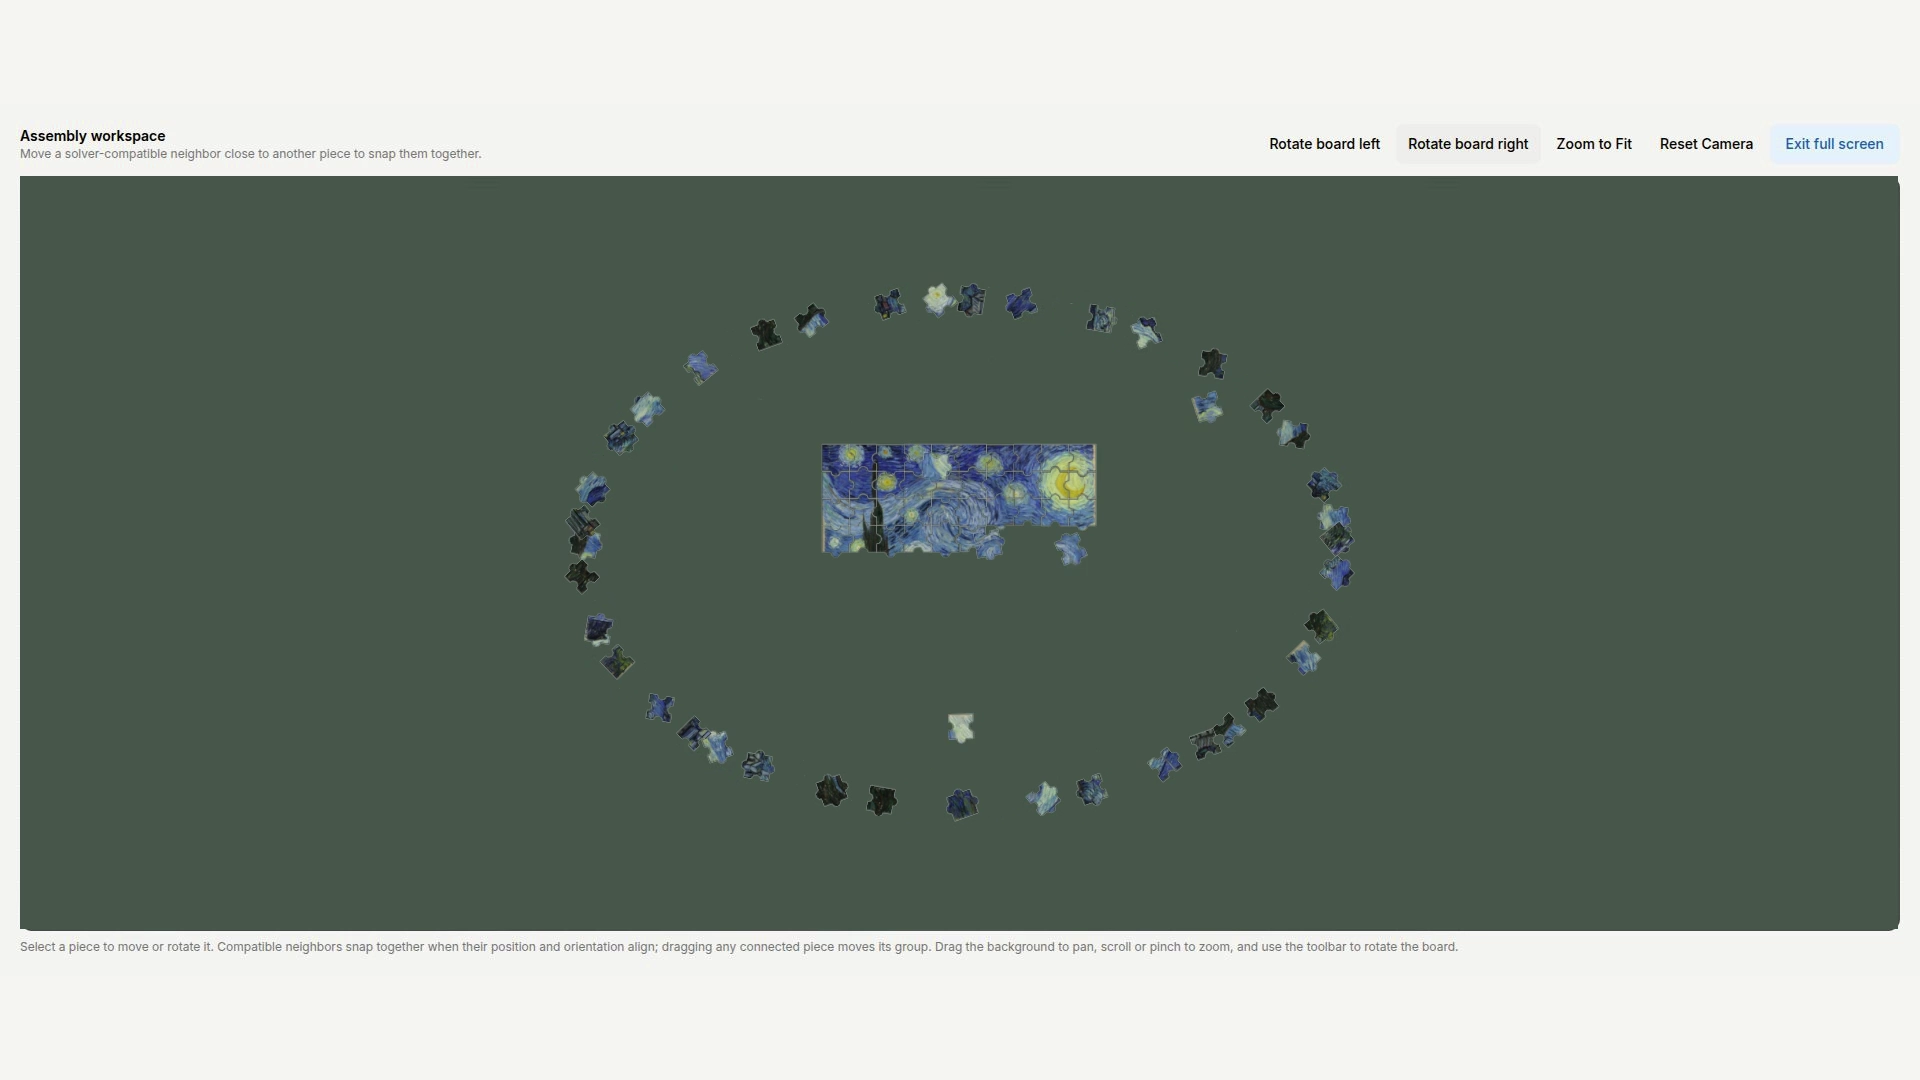 Assembly workspace
Move a solver-compatible neighbor close to another piece to snap them together.
Rotate board left
Rotate board right
Zoom to Fit
Reset Camera
Exit full screen
Select a piece to move or rotate it. Compatible neighbors snap together when their position and orientation align; dragging any connected piece moves its group. Drag the background to pan, scroll or pinch to zoom, and use the toolbar to rotate the board.